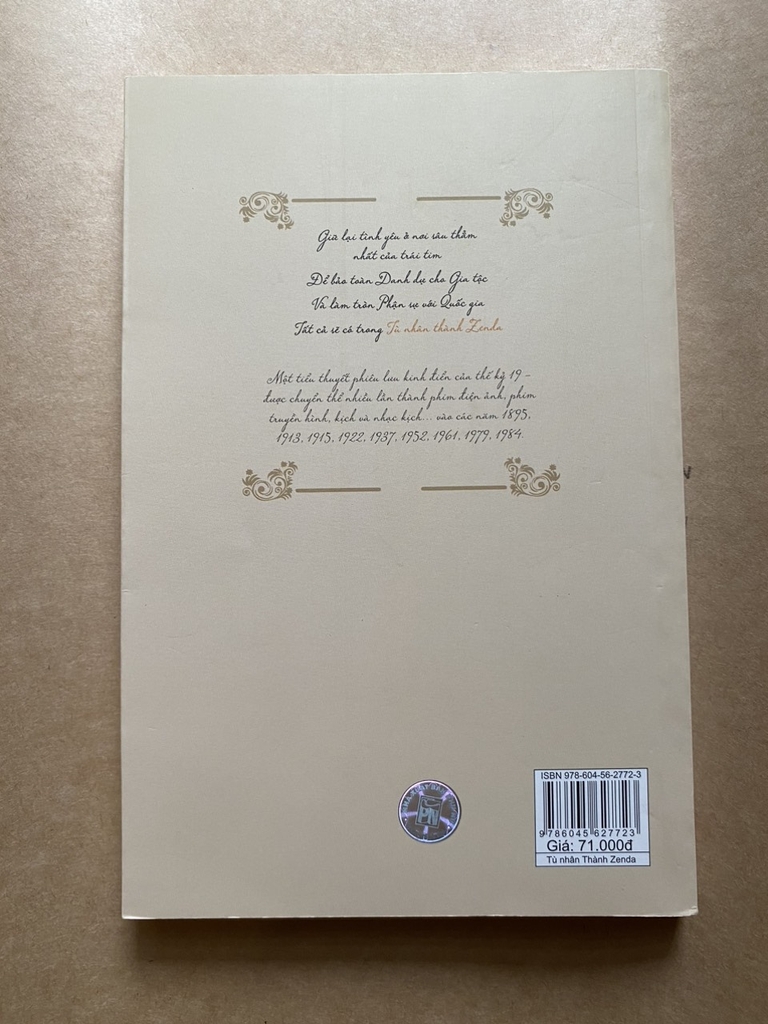 Giữ lại tình yêu ở nơi sâu thẳm
nhất của trái tim
Để bảo toàn Danh dự cho Gia tộc
Và làm tròn Phận sự với Quốc gia
Tất cả sẽ có trong Tù nhân thành Zenda
Một tiểu thuyết phiêu lưu kinh điển của thế kỷ 19 –
được chuyển thể nhiều lần thành phim điện ảnh, phim
truyền hình, kịch và nhạc kịch... vào các năm 1895,
1913, 1915, 1922, 1937, 1952, 1961, 1979, 1984.
ISBN 978-604-56-2772-3
9 786045 627723
Giá: 71.000đ
Tù nhân Thành Zenda